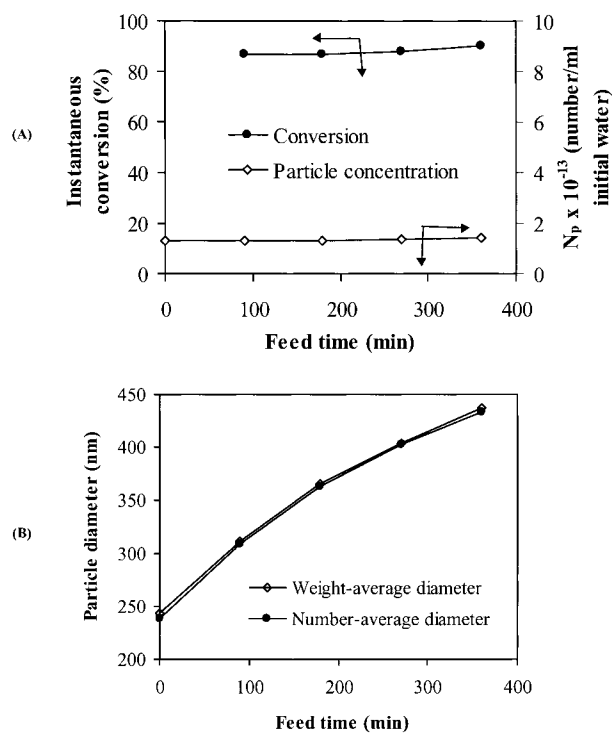 (A)
Instantaneous
conversion (%)
100
80
60
40
20
0
Conversion
Particle concentration
10
8
6
4
2
0
N_p x 10^-13 (number/ml
initial water)
0 100 200 300 400
Feed time (min)
(B)
Particle diameter (nm)
450
400
350
300
250
200
Weight-average diameter
Number-average diameter
0 100 200 300 400
Feed time (min)